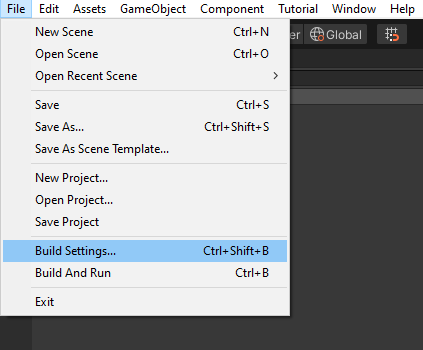 File Edit Assets GameObject Component Tutorial Window Help
er Global
New Scene Ctrl+N
Open Scene Ctrl+O
Open Recent Scene >
Save Ctrl+S
Save As... Ctrl+Shift+S
Save As Scene Template...
New Project...
Open Project...
Save Project
Build Settings... Ctrl+Shift+B
Build And Run Ctrl+B
Exit